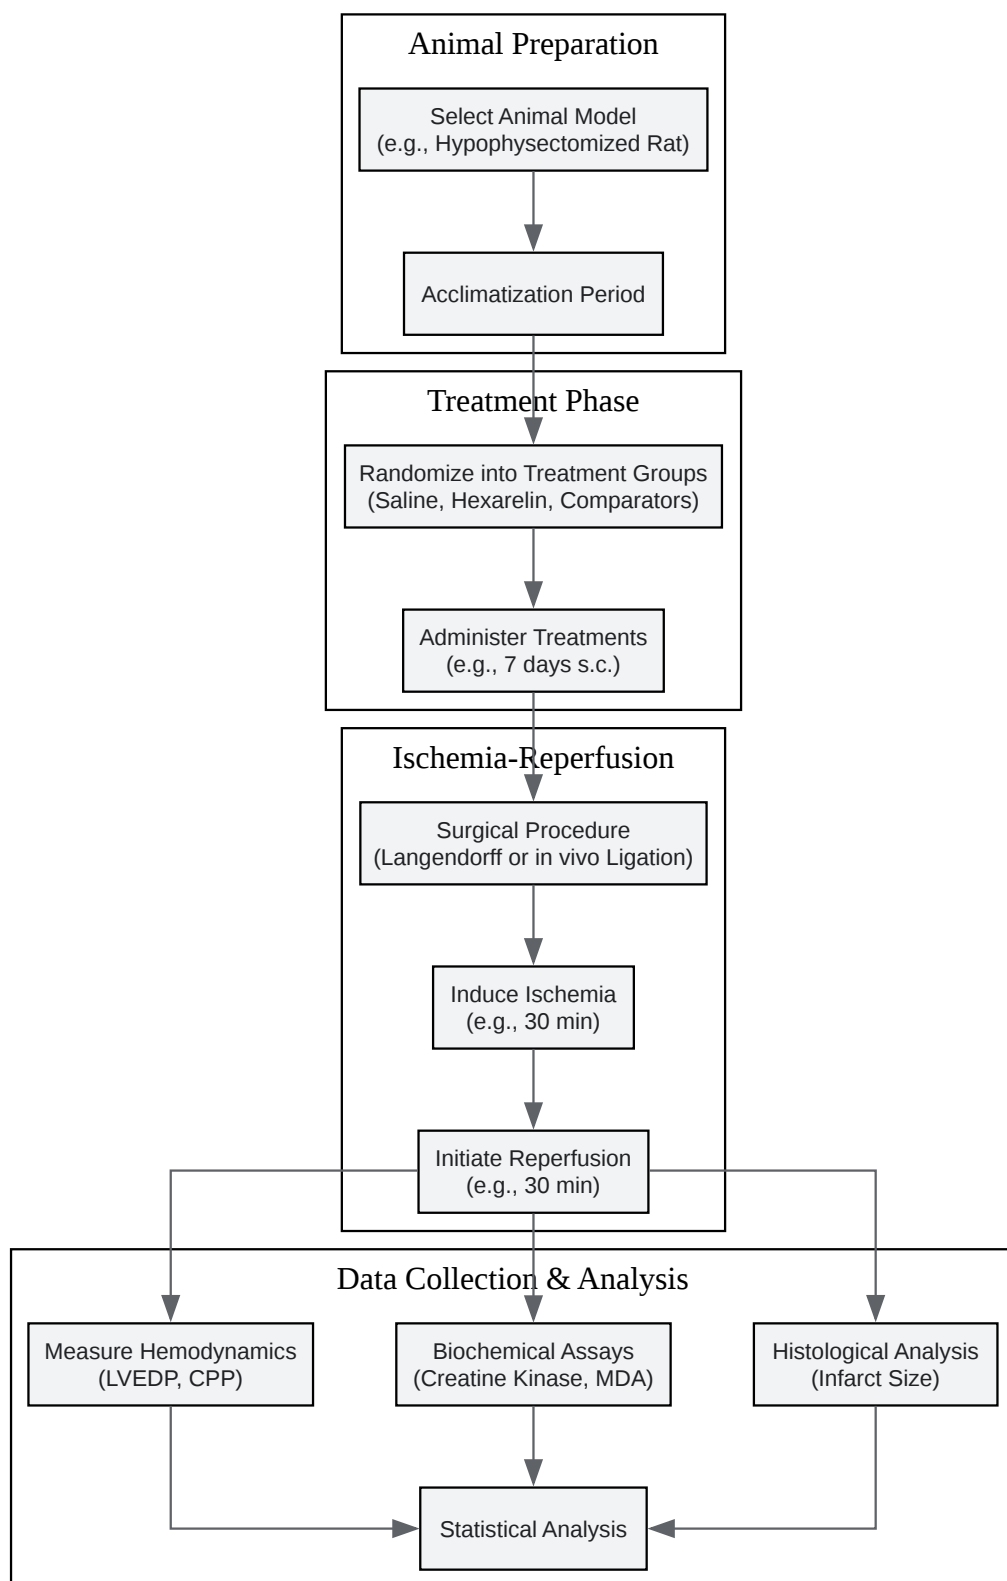 Animal Preparation
Select Animal Model
(e.g., Hypophysectomized Rat)
Acclimatization Period
Treatment Phase
Randomize into Treatment Groups
(Saline, Hexarelin, Comparators)
Administer Treatments
(e.g., 7 days s.c.)
Ischemia-Reperfusion
Surgical Procedure
(Langendorff or in vivo Ligation)
Induce Ischemia
(e.g., 30 min)
Initiate Reperfusion
(e.g., 30 min)
Data Collection & Analysis
Measure Hemodynamics
(LVEDP, CPP)
Biochemical Assays
(Creatine Kinase, MDA)
Histological Analysis
(Infarct Size)
Statistical Analysis